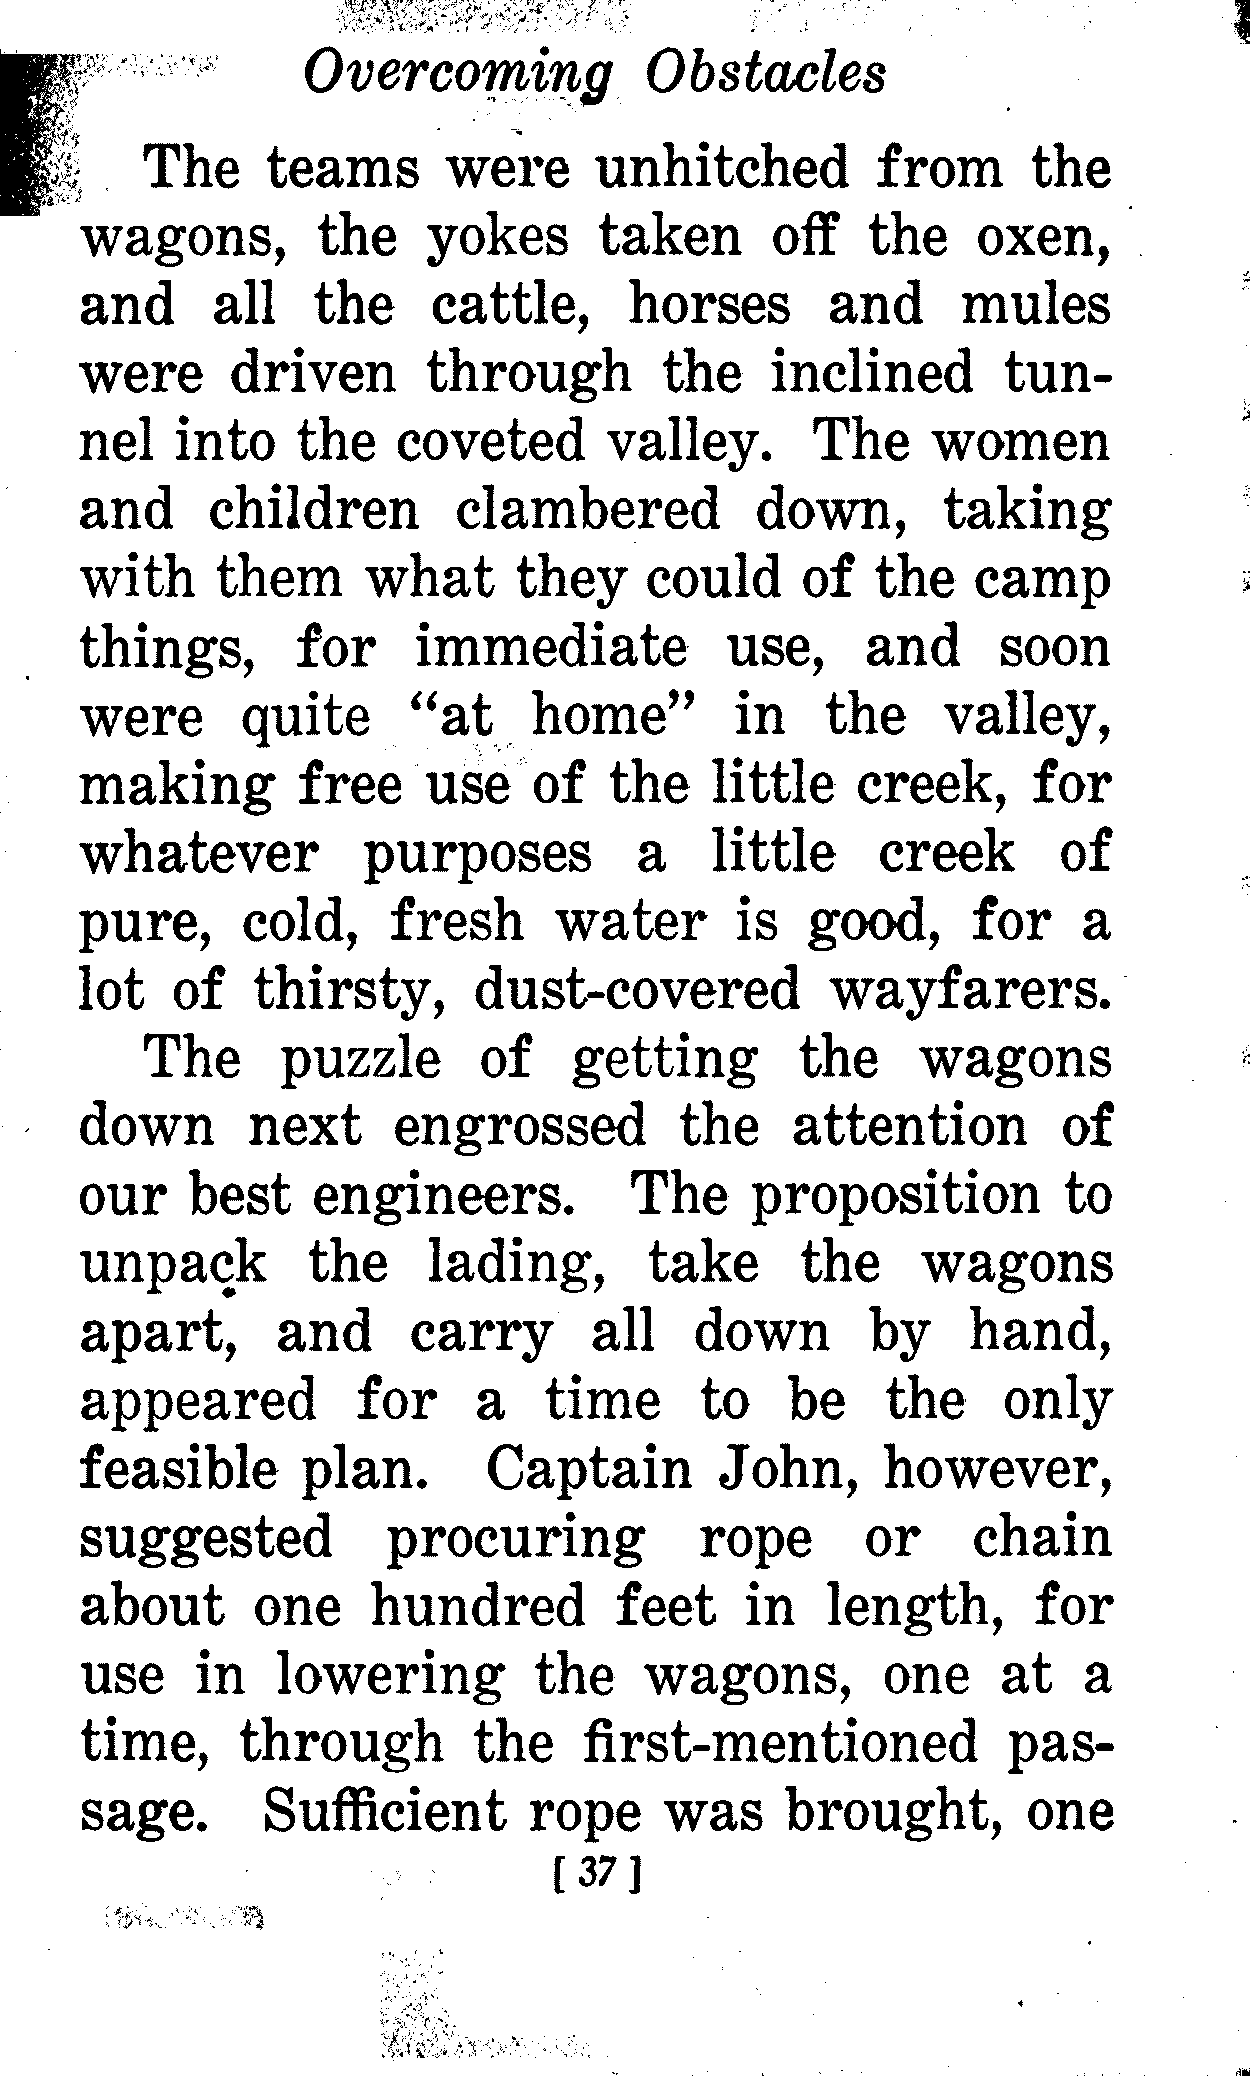 Overcoming Obstacles
The teams were unhitched from the
wagons, the yokes taken off the oxen,
and all the cattle, horses and mules
were driven through the inclined tun-
nel into the coveted valley. The women
and children clambered down, taking
with them what they could of the camp
things, for immediate use, and soon
were quite “at home” in the valley,
making free use of the little creek, for
whatever purposes a little creek of
pure, cold, fresh water is good, for a
lot of thirsty, dust-covered wayfarers.
The puzzle of getting the wagons
down next engrossed the attention of
our best engineers. The proposition to
unpack the lading, take the wagons
apart, and carry all down by hand,
appeared for a time to be the only
feasible plan. Captain John, however,
suggested procuring rope or chain
about one hundred feet in length, for
use in lowering the wagons, one at a
time, through the first-mentioned pas-
sage. Sufficient rope was brought, one
[ 37 ]